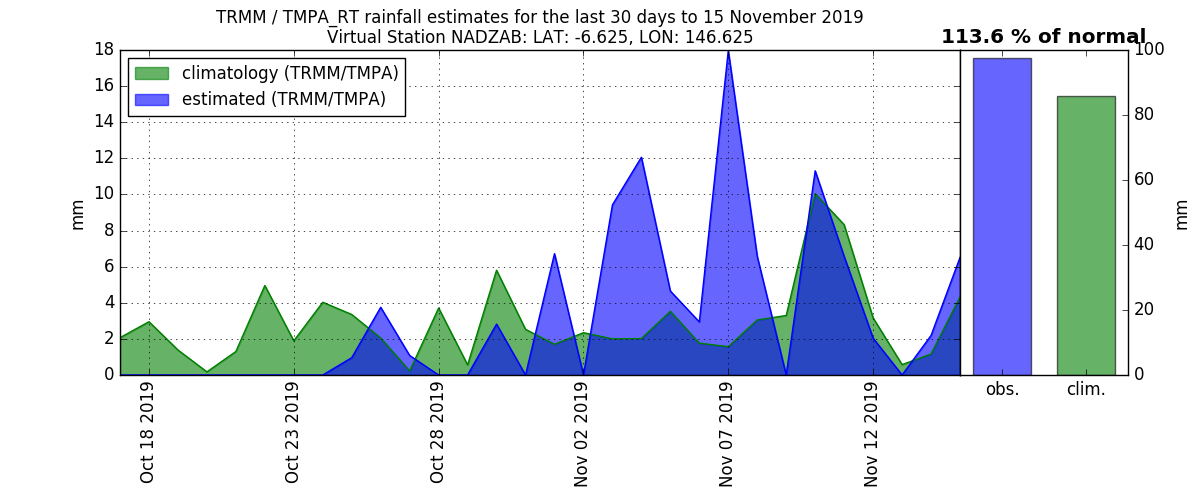 TRMM / TMPA_RT rainfall estimates for the last 30 days to 15 November 2019
Virtual Station NADZAB: LAT: -6.625, LON: 146.625
113.6 % of normal
climatology (TRMM/TMPA)
estimated (TRMM/TMPA)
mm
18
16
14
12
10
8
6
4
2
0
Oct 18 2019
Oct 23 2019
Oct 28 2019
Nov 02 2019
Nov 07 2019
Nov 12 2019
obs.
clim.
100
80
60
40
20
0
mm